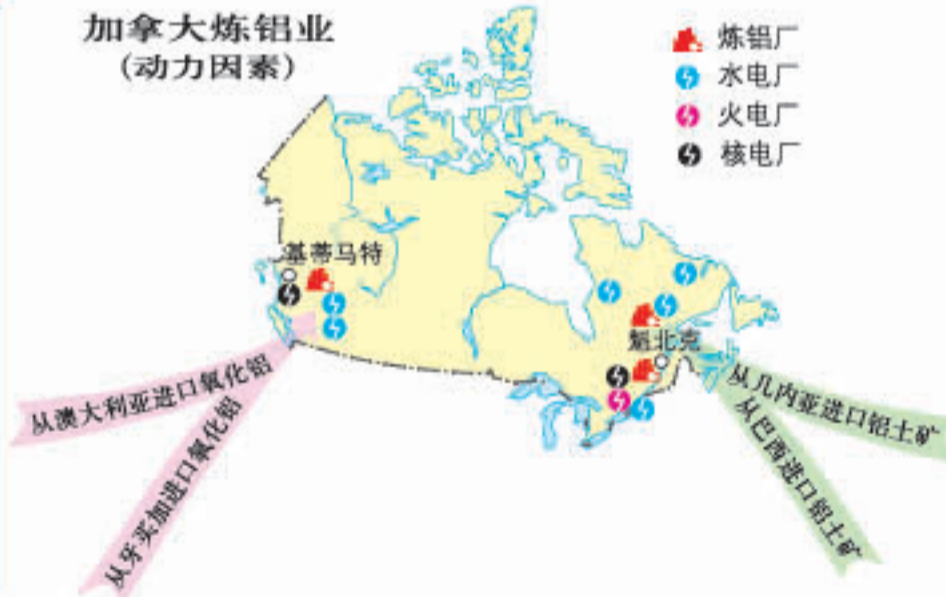 加拿大炼铝业
(动力因素)
炼铝厂
水电厂
火电厂
核电厂
基蒂马特
魁北克
从澳大利亚进口氧化铝
从牙买加进口氧化铝
从几内亚进口铝土矿
从巴西进口铝土矿